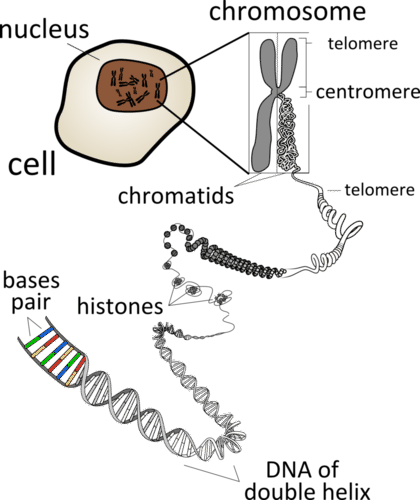 chromosome
nucleus
telomere
centromere
cell
chromatids
telomere
bases
pair
histones
DNA of
double helix